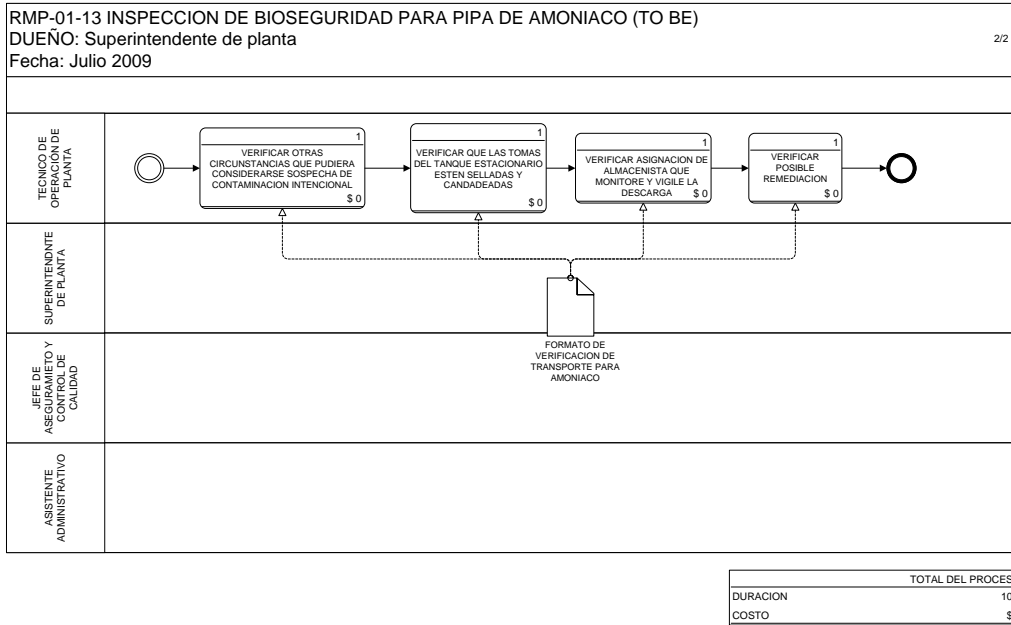 RMP-01-13 INSPECCION DE BIOSEGURIDAD PARA PIPA DE AMONIACO (TO BE)
DUEÑO: Superintendente de planta
2/2
Fecha: Julio 2009
TECNICO DE
OPERACIÓN DE
PLANTA
1
VERIFICAR OTRAS
CIRCUNSTANCIAS QUE PUDIERA
CONSIDERARSE SOSPECHA DE
CONTAMINACION INTENCIONAL
$ 0
1
VERIFICAR QUE LAS TOMAS
DEL TANQUE ESTACIONARIO
ESTEN SELLADAS Y
CANDADEADAS
$ 0
1
VERIFICAR ASIGNACION DE
ALMACENISTA QUE
MONITORE Y VIGILE LA
DESCARGA
$ 0
1
VERIFICAR
POSIBLE
REMEDIACION
$ 0
SUPERINTENDNTE
DE PLANTA
FORMATO DE
VERIFICACION DE
TRANSPORTE PARA
AMONIACO
JEFE DE
ASEGURAMIETO Y
CONTROL DE
CALIDAD
ASISTENTE
ADMINISTRATIVO
TOTAL DEL PROCES
DURACION 10
COSTO $